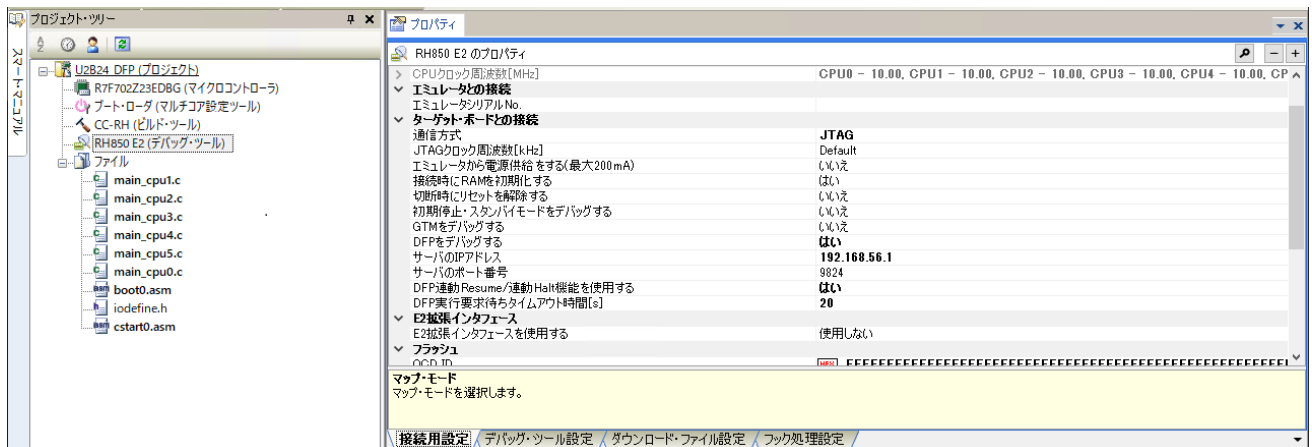 スマート・マニュアル
プロジェクト・ツリー
U2B24_DFP (プロジェクト)
R7F702Z23EDBG (マイクロコントローラ)
ブート・ローダ (マルチコア設定ツール)
CC-RH (ビルド・ツール)
RH850 E2 (デバッグ・ツール)
ファイル
main_cpu1.c
main_cpu2.c
main_cpu3.c
main_cpu4.c
main_cpu5.c
main_cpu0.c
boot0.asm
iodefine.h
cstart0.asm
プロパティ
RH850 E2 のプロパティ
CPUクロック周波数[MHz] CPU0 - 10.00, CPU1 - 10.00, CPU2 - 10.00, CPU3 - 10.00, CPU4 - 10.00, CP
エミュレータとの接続
エミュレータシリアルNo.
ターゲット・ボードとの接続
通信方式 JTAG
JTAGクロック周波数[kHz] Default
エミュレータから電源供給をする(最大200mA) いいえ
接続時にRAMを初期化する はい
切断時にリセットを解除する いいえ
初期停止・スタンバイモードをデバッグする いいえ
GTMをデバッグする いいえ
DFPをデバッグする はい
サーバのIPアドレス 192.168.56.1
サーバのポート番号 9824
DFP連動Resume/連動Halt機能を使用する はい
DFP実行要求待ちタイムアウト時間[s] 20
E2拡張インタフェース
E2拡張インタフェースを使用する 使用しない
フラッシュ
OCD ID
マップ・モード
マップ・モードを選択します。
接続用設定 デバッグ・ツール設定 ダウンロード・ファイル設定 フック処理設定